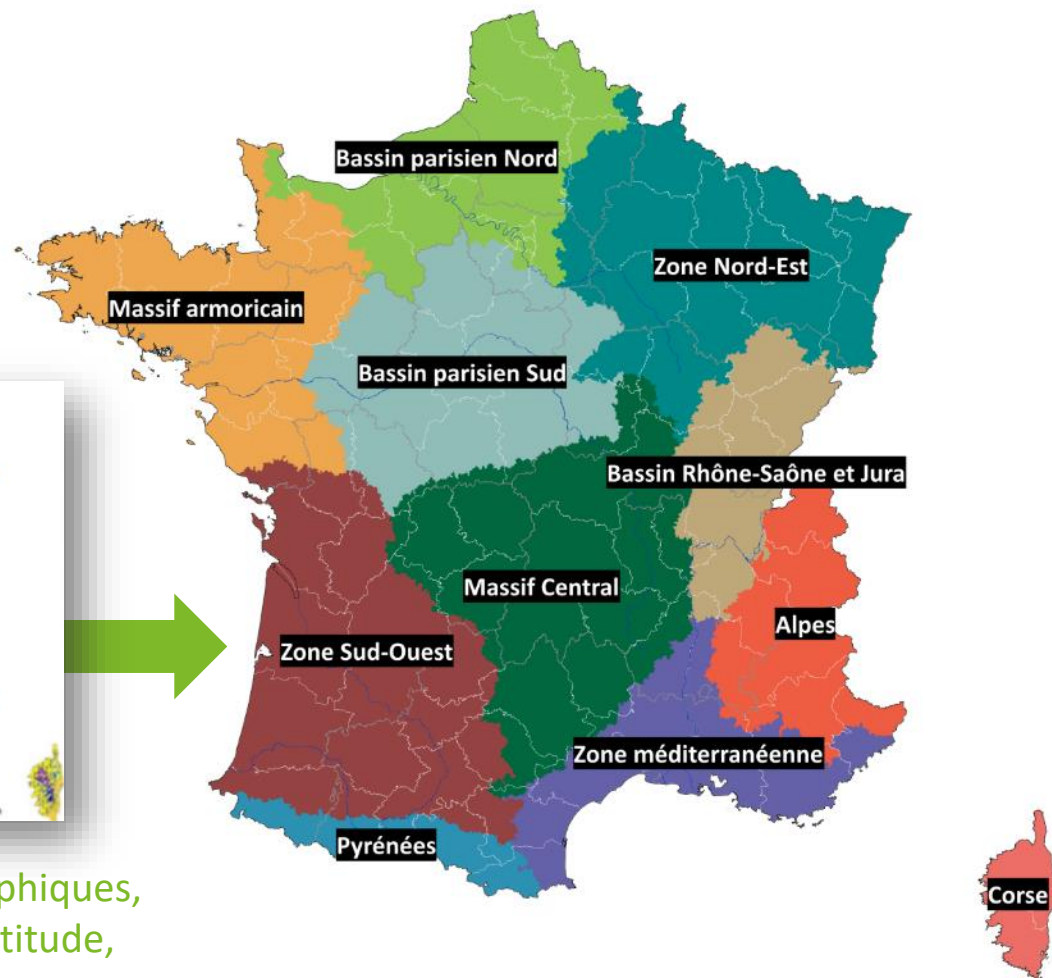 Bassin parisien Nord
Zone Nord-Est
Massif armoricain
Bassin parisien Sud
Bassin Rhône-Saône et Jura
Massif Central
Alpes
Zone Sud-Ouest
Zone méditerranéenne
Pyrénées
phiques,
titude,
Corse